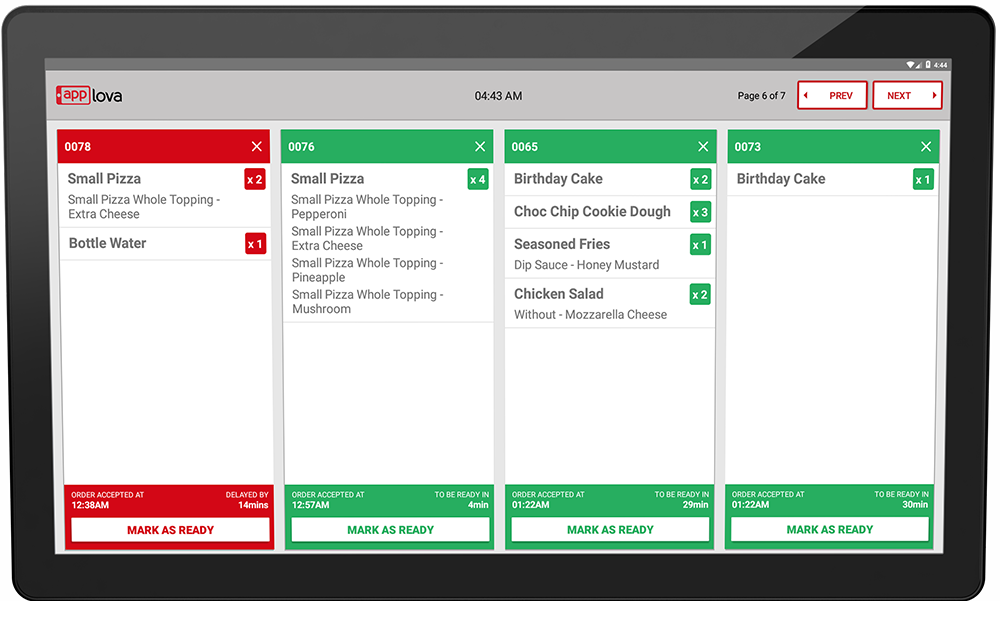 4:44
app lova
04:43 AM
Page 6 of 7
PREV
NEXT
0078
Small Pizza
x 2
Small Pizza Whole Topping -
Extra Cheese
Bottle Water
x 1
ORDER ACCEPTED AT
DELAYED BY
12:38AM
14mins
MARK AS READY
0076
Small Pizza
x 4
Small Pizza Whole Topping -
Pepperoni
Small Pizza Whole Topping -
Extra Cheese
Small Pizza Whole Topping -
Pineapple
Small Pizza Whole Topping -
Mushroom
ORDER ACCEPTED AT
TO BE READY IN
12:57AM
4min
MARK AS READY
0065
Birthday Cake
x 2
Choc Chip Cookie Dough
x 3
Seasoned Fries
x 1
Dip Sauce - Honey Mustard
Chicken Salad
x 2
Without - Mozzarella Cheese
ORDER ACCEPTED AT
TO BE READY IN
01:22AM
29min
MARK AS READY
0073
Birthday Cake
x 1
ORDER ACCEPTED AT
TO BE READY IN
01:22AM
30min
MARK AS READY